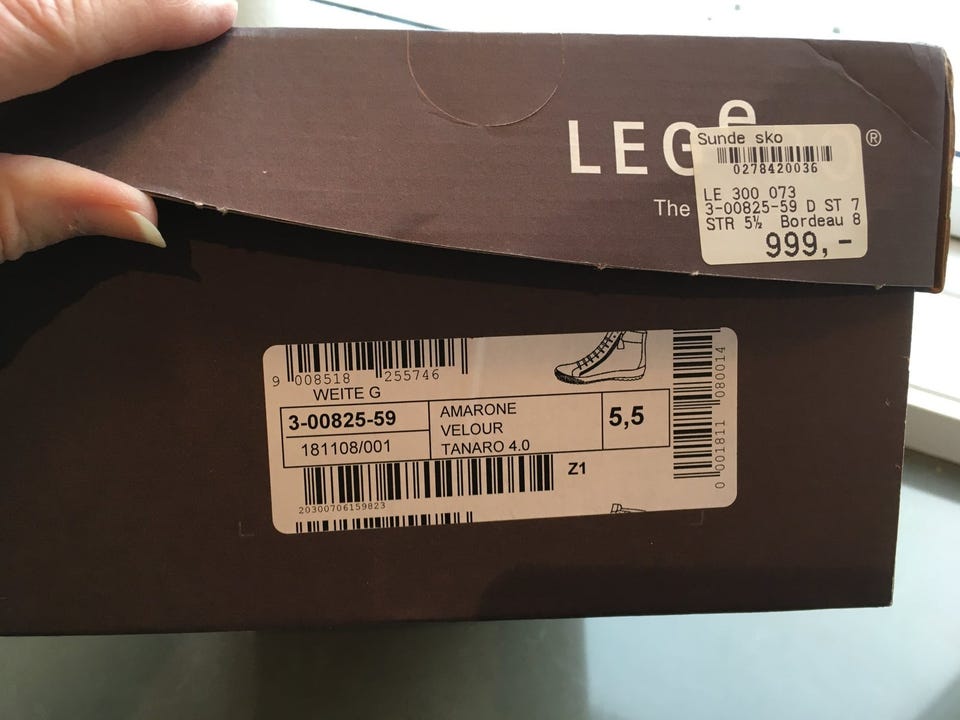 LEG
e
®
The
Sunde sko
0278420036
LE 300 073
3-00825-59 D ST 7
STR 5½ Bordeau 8
999,-
9 008518 255746
WEITE G
3-00825-59
181108/001
AMARONE
VELOUR
TANARO 4.0
5,5
Z1
20300706159823
0 001811 080014